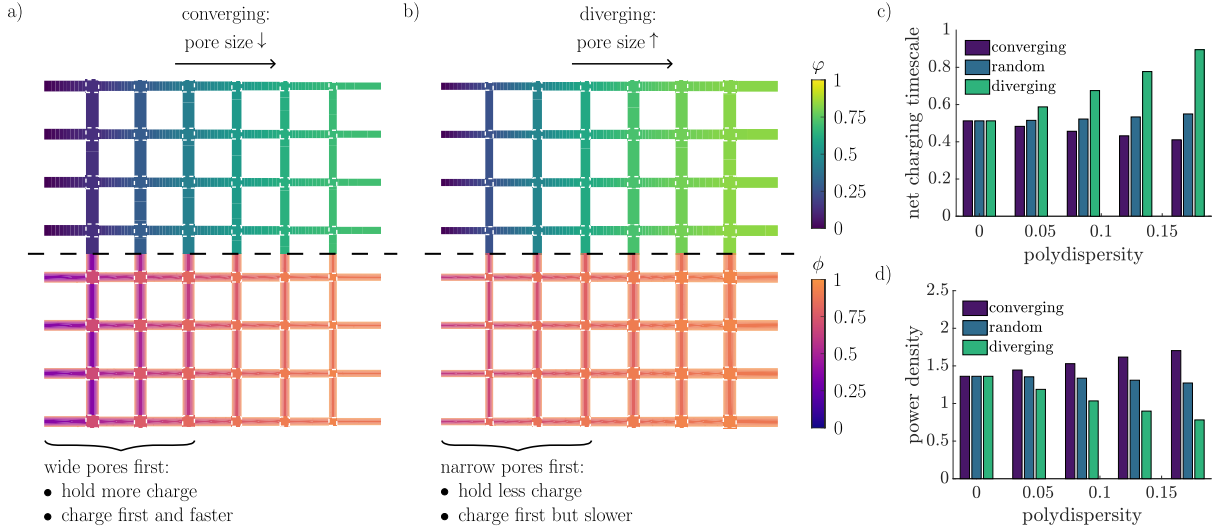 a)
converging:
pore size ↓
b)
diverging:
pore size ↑
φ
1
0.75
0.5
0.25
0
ϕ
1
0.75
0.5
0.25
0
wide pores first:
● hold more charge
● charge first and faster
narrow pores first:
● hold less charge
● charge first but slower
c)
net charging timescale
1
0.8
0.6
0.4
0.2
0
converging
random
diverging
0 0.05 0.1 0.15
polydispersity
d)
power density
2.5
2
1.5
1
0.5
0
converging
random
diverging
0 0.05 0.1 0.15
polydispersity